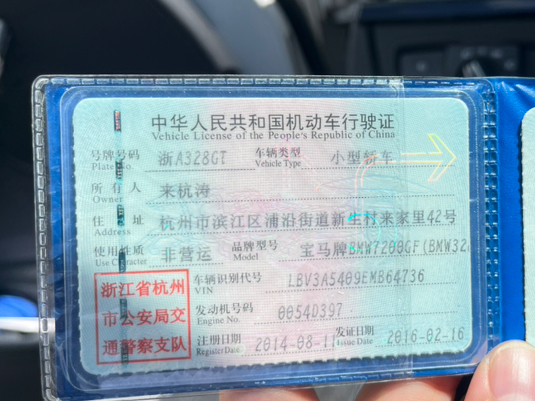 中华人民共和国机动车行驶证
Vehicle License of the People's Republic of China
号牌号码 浙A328GT 车辆类型 小型轿车
Plate No. Vehicle Type
所有人 来杭涛
Owner
住址 杭州市滨江区浦沿街道新生村来家里42号
Address
使用性质 非营运 品牌型号 宝马牌BMW7200GF(BMW32
Use Character Model
浙江省杭州
市公安局交
通警察支队
车辆识别代号 LBV3A5409EMB64736
VIN
发动机号码 0054D397
Engine No.
注册日期 2014-08-11 发证日期 2016-02-16
Register Date Issue Date